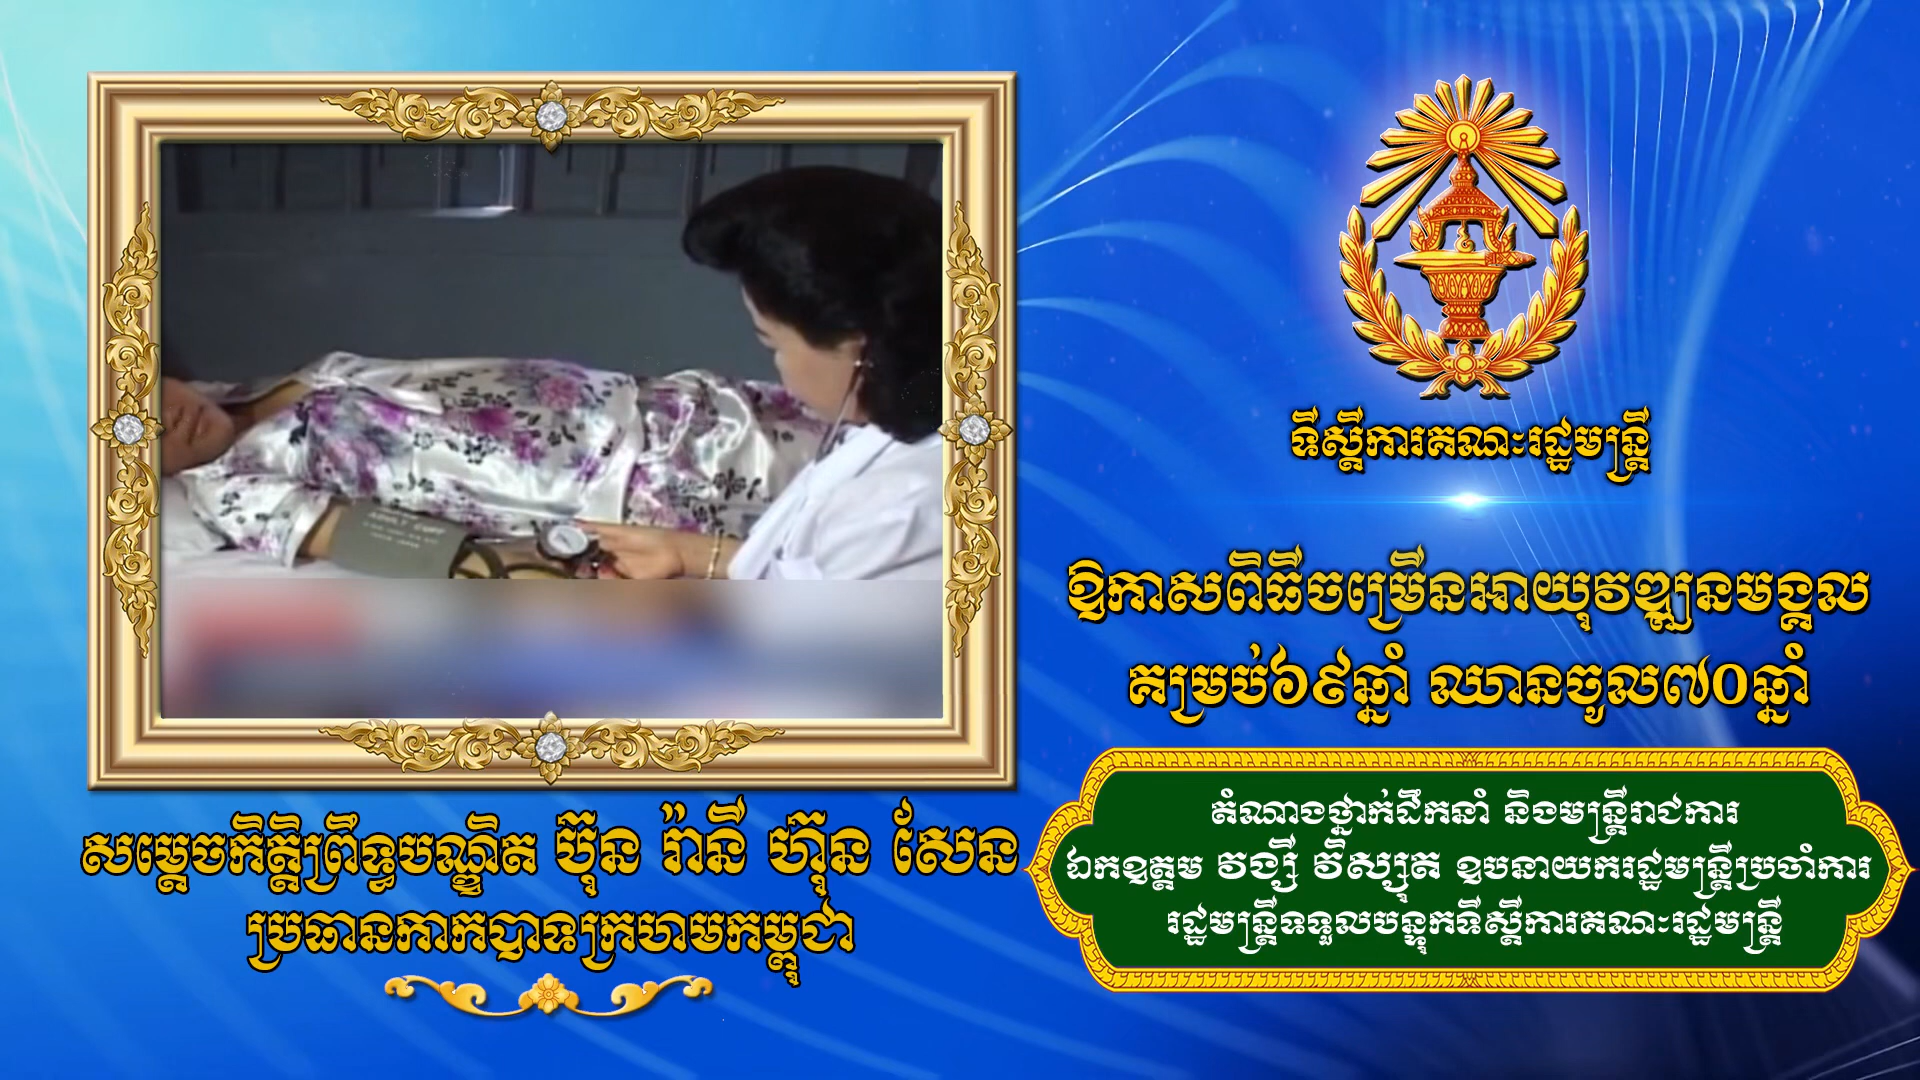 ទីស្តីការគណៈរដ្ឋមន្ត្រី
ឱកាសពិធីចម្រើនអាយុវឌ្ឍនមង្គល
គម្រប់៦៩ឆ្នាំ ឈានចូល៧០ឆ្នាំ
តំណាងថ្នាក់ដឹកនាំ និងមន្ត្រីរាជការ
ឯកឧត្តម វង្សី វិស្សុត ឧបនាយករដ្ឋមន្ត្រីប្រចាំការ
រដ្ឋមន្ត្រីទទួលបន្ទុកទីស្តីការគណៈរដ្ឋមន្ត្រី
សម្តេចកិត្តិព្រឹទ្ធបណ្ឌិត ប៊ុន រ៉ានី ហ៊ុន សែន
ប្រធានកាកបាទក្រហមកម្ពុជា